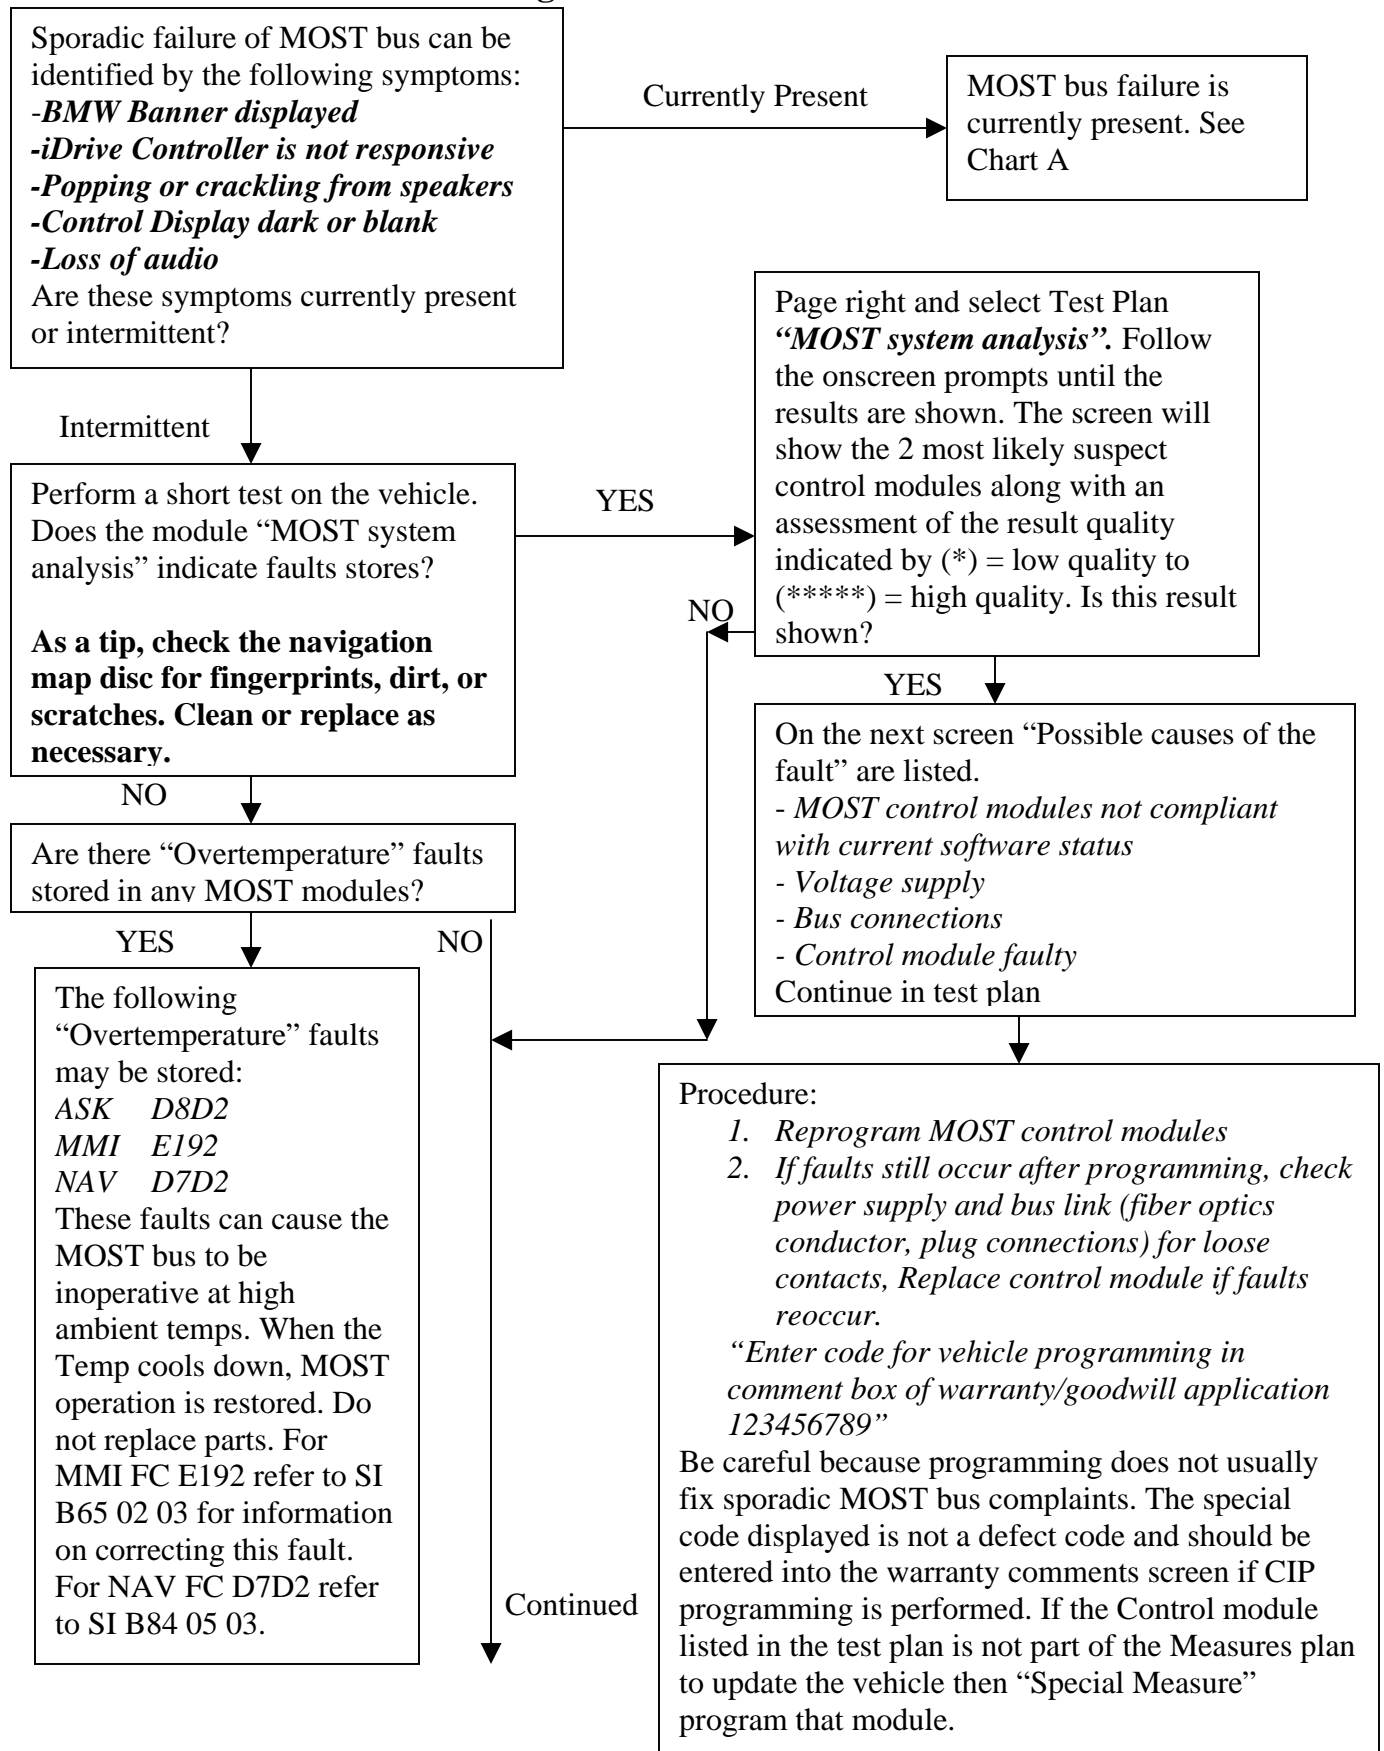 g
Sporadic failure of MOST bus can be
identified by the following symptoms:
-BMW Banner displayed
-iDrive Controller is not responsive
-Popping or crackling from speakers
-Control Display dark or blank
-Loss of audio
Are these symptoms currently present
or intermittent?
Currently Present
MOST bus failure is
currently present. See
Chart A
Intermittent
Perform a short test on the vehicle.
Does the module “MOST system
analysis” indicate faults stores?
As a tip, check the navigation
map disc for fingerprints, dirt, or
scratches. Clean or replace as
necessary.
YES
Page right and select Test Plan
“MOST system analysis”. Follow
the onscreen prompts until the
results are shown. The screen will
show the 2 most likely suspect
control modules along with an
assessment of the result quality
indicated by (*) = low quality to
(*****) = high quality. Is this result
shown?
NO
YES
On the next screen “Possible causes of the
fault” are listed.
- MOST control modules not compliant
with current software status
- Voltage supply
- Bus connections
- Control module faulty
Continue in test plan
NO
Are there “Overtemperature” faults
stored in any MOST modules?
YES
NO
The following
“Overtemperature” faults
may be stored:
ASK D8D2
MMI E192
NAV D7D2
These faults can cause the
MOST bus to be
inoperative at high
ambient temps. When the
Temp cools down, MOST
operation is restored. Do
not replace parts. For
MMI FC E192 refer to SI
B65 02 03 for information
on correcting this fault.
For NAV FC D7D2 refer
to SI B84 05 03.
Continued
Procedure:
1. Reprogram MOST control modules
2. If faults still occur after programming, check
power supply and bus link (fiber optics
conductor, plug connections) for loose
contacts, Replace control module if faults
reoccur.
“Enter code for vehicle programming in
comment box of warranty/goodwill application
123456789”
Be careful because programming does not usually
fix sporadic MOST bus complaints. The special
code displayed is not a defect code and should be
entered into the warranty comments screen if CIP
programming is performed. If the Control module
listed in the test plan is not part of the Measures plan
to update the vehicle then “Special Measure”
program that module.